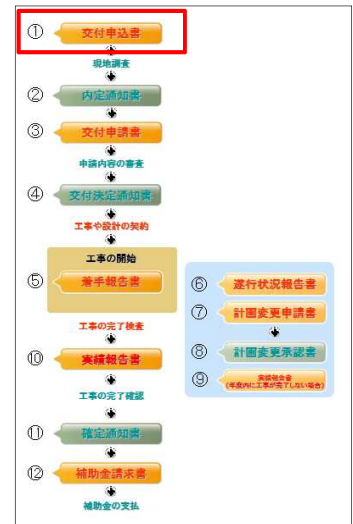 ① 交付申込書
現地調査
② 内定通知書
③ 交付申請書
申請内容の審査
④ 交付決定通知書
工事や設計の契約
工事の開始
⑤ 着手報告書
工事の完了検査
⑩ 実績報告書
工事の完了確認
⑪ 確定通知書
⑫ 補助金請求書
補助金の支払
⑥ 遂行状況報告書
⑦ 計画変更申請書
⑧ 計画変更承認書
⑨ 実績報告書
(年度内に工事が完了しない場合)